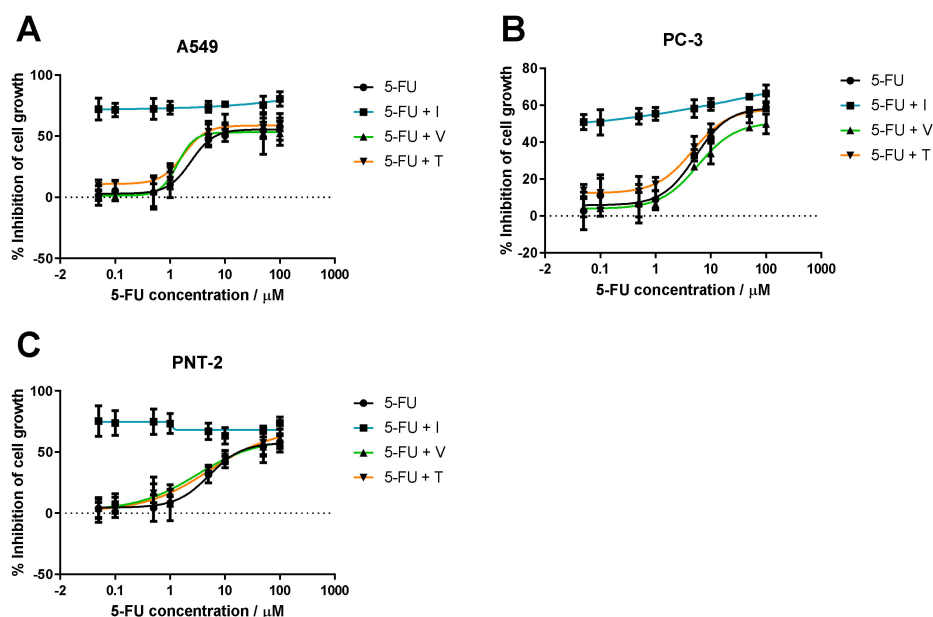 A
A549
% Inhibition of cell growth
100
50
0
-50
-2
0.1
1
10
100
1000
5-FU concentration / μM
5-FU
5-FU + I
5-FU + V
5-FU + T
B
PC-3
% Inhibition of cell growth
80
60
40
20
0
-20
-2
0.1
1
10
100
1000
5-FU concentration / μM
5-FU
5-FU + I
5-FU + V
5-FU + T
C
PNT-2
% Inhibition of cell growth
100
50
0
-50
-2
0.1
1
10
100
1000
5-FU concentration / μM
5-FU
5-FU + I
5-FU + V
5-FU + T